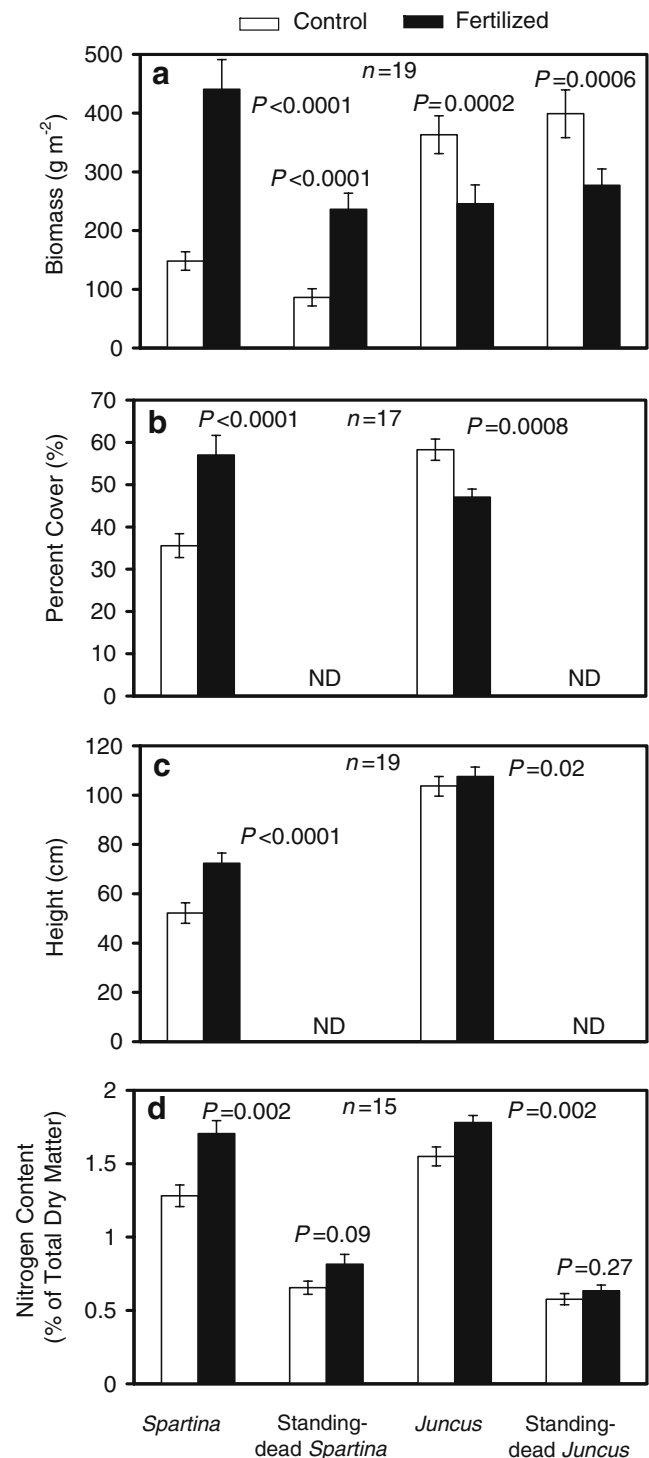 Control Fertilized
a
n=19
P<0.0001
P<0.0001
P=0.0002
P=0.0006
Biomass (g m-2)
500
400
300
200
100
0
b
P<0.0001
n=17
P=0.0008
Percent Cover (%)
70
60
50
40
30
20
10
0
ND
ND
c
n=19
P<0.0001
P=0.02
Height (cm)
120
100
80
60
40
20
0
ND
ND
d
P=0.002
n=15
P=0.002
P=0.09
P=0.27
Nitrogen Content
(% of Total Dry Matter)
2
1.5
1
0.5
0
Spartina
Standing-
dead Spartina
Juncus
Standing-
dead Juncus